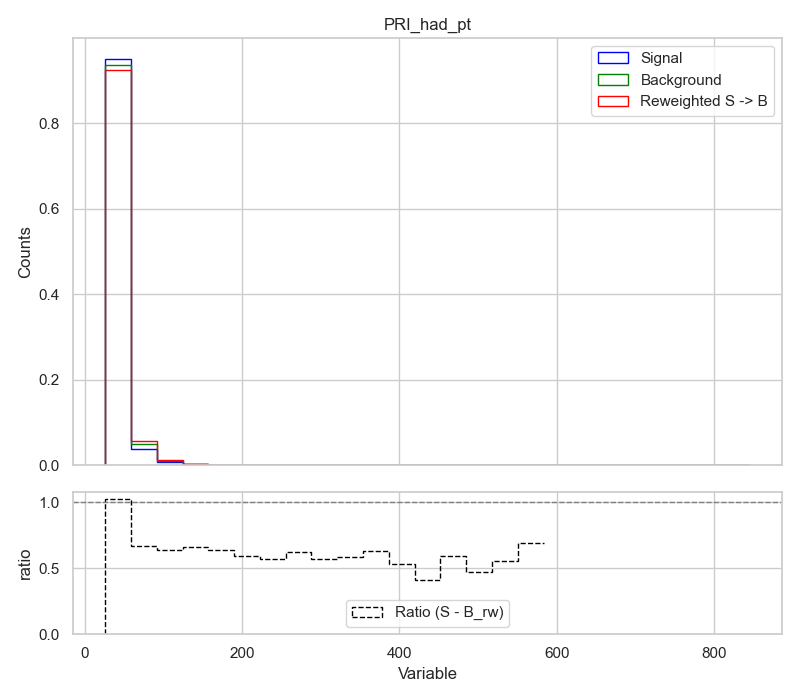 PRI_had_pt
Signal
Background
Reweighted S -> B
Counts
0.8
0.6
0.4
0.2
0.0
ratio
1.0
0.5
0.0
Ratio (S - B_rw)
0 200 400 600 800
Variable